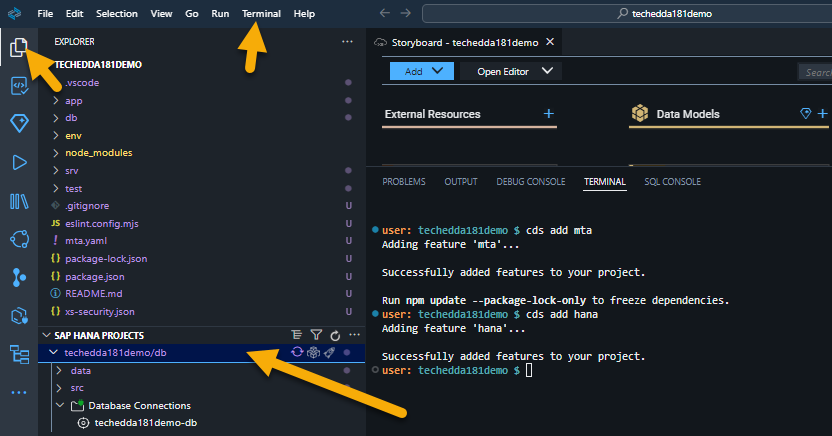 File Edit Selection View Go Run Terminal Help techedda181demo
EXPLORER
TECHEDDA181DEMO
.vscode
app
db
env
node_modules
srv
test
.gitignore U
eslint.config.mjs U
mta.yaml U
package-lock.json U
package.json U
README.md U
xs-security.json U
SAP HANA PROJECTS
techedda181demo/db
data
src
Database Connections
techedda181demo-db
Storyboard - techedda181demo
Add Open Editor Search
External Resources + Data Models +
PROBLEMS OUTPUT DEBUG CONSOLE TERMINAL SQL CONSOLE
user: techedda181demo $ cds add mta
Adding feature 'mta'...
Successfully added features to your project.
Run npm update --package-lock-only to freeze dependencies.
user: techedda181demo $ cds add hana
Adding feature 'hana'...
Successfully added features to your project.
user: techedda181demo $